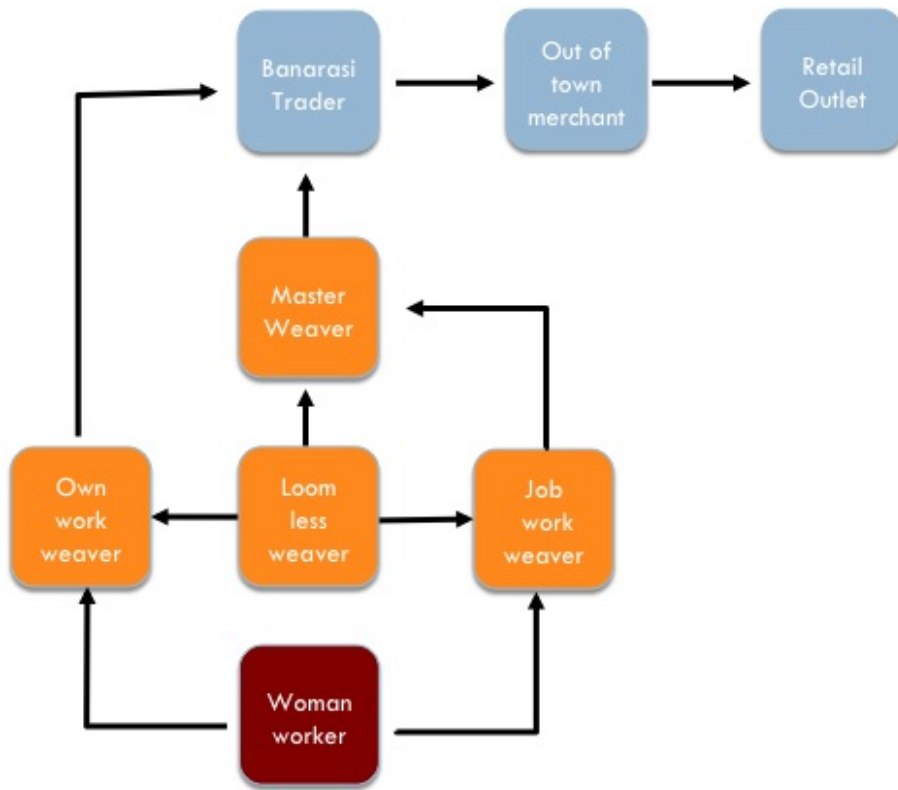 Banarasi
Trader
Out of
town
merchant
Retail
Outlet
Master
Weaver
Own
work
weaver
Loom
less
weaver
Job
work
weaver
Woman
worker